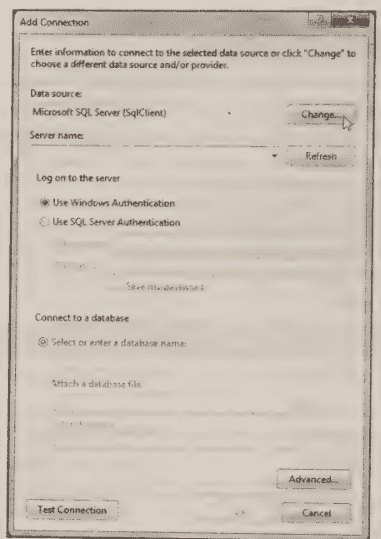 Add Connection
Enter information to connect to the selected data source or click "Change" to
choose a different data source and/or provider.
Data source:
Microsoft SQL Server (SqlClient)
Change...
Server name:
Refresh
Log on to the server
Use Windows Authentication
Use SQL Server Authentication
Save my password
Connect to a database
Select or enter a database name:
Attach a database file
Advanced...
Test Connection
Cancel